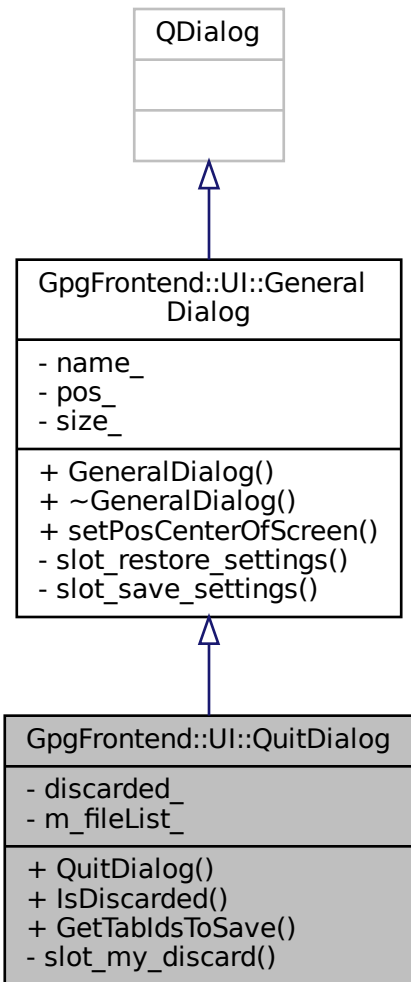 QDialog
GpgFrontend::UI::General
Dialog
- name_
- pos_
- size_
+ GeneralDialog()
+ ~GeneralDialog()
+ setPosCenterOfScreen()
- slot_restore_settings()
- slot_save_settings()
GpgFrontend::UI::QuitDialog
- discarded_
- m_fileList_
+ QuitDialog()
+ IsDiscarded()
+ GetTabIdsToSave()
- slot_my_discard()